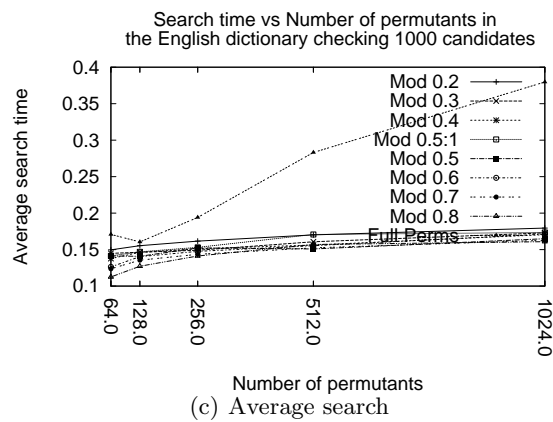 Search time vs Number of permutants in
the English dictionary checking 1000 candidates
Average search time
0.4
0.35
0.3
0.25
0.2
0.15
0.1
Mod 0.2
Mod 0.3
Mod 0.4
Mod 0.5:1
Mod 0.5
Mod 0.6
Mod 0.7
Mod 0.8
Full Perms
64.0
128.0
256.0
512.0
1024.0
Number of permutants
(c) Average search